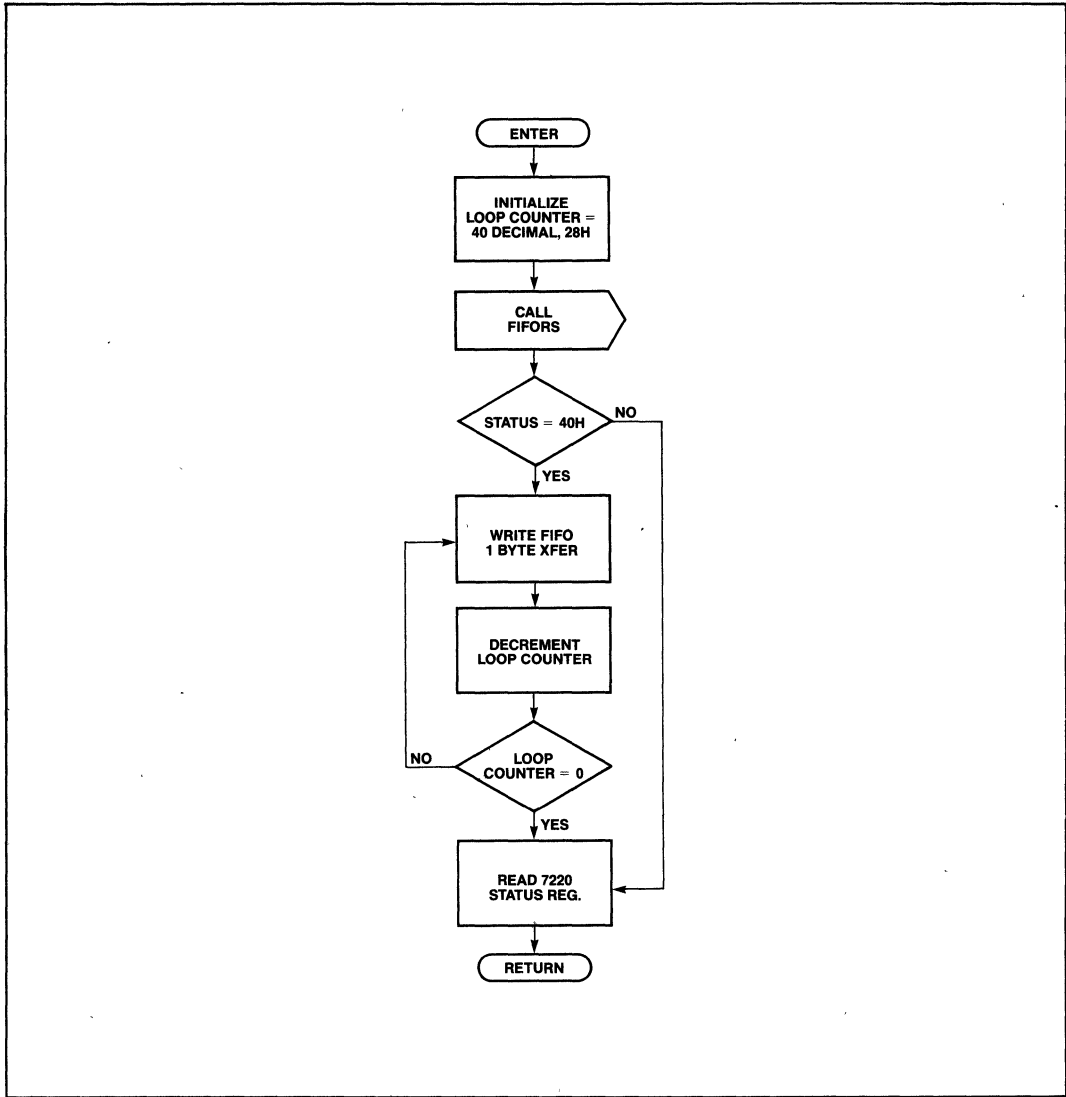 ENTER
INITIALIZE
LOOP COUNTER =
40 DECIMAL, 28H
CALL
FIFORS
STATUS = 40H
NO
YES
WRITE FIFO
1 BYTE XFER
DECREMENT
LOOP COUNTER
NO
LOOP
COUNTER = 0
YES
READ 7220
STATUS REG.
RETURN